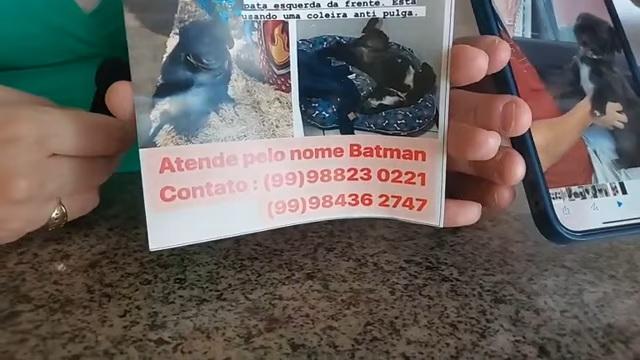 pata esquerda da frente. Está
usando uma coleira anti pulga.
Atende pelo nome Batman
Contato : (99)98823 0221
(99)98436 2747